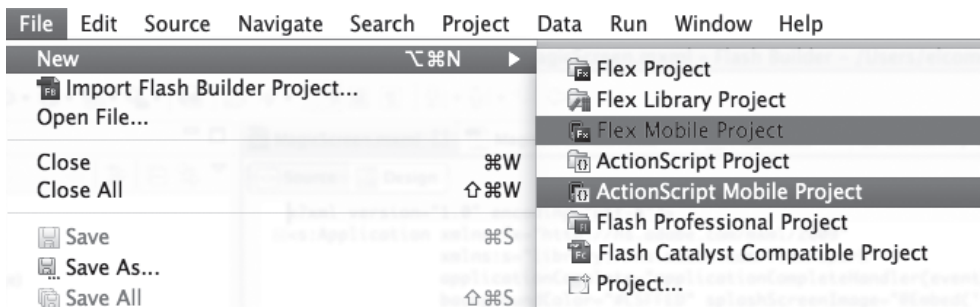 File Edit Source Navigate Search Project Data Run Window Help
New ⌥⌘N ▶
Import Flash Builder Project...
Open File...
Close ⌘W
Close All ⇧⌘W
Save ⌘S
Save As...
Save All ⇧⌘S
Flex Project
Flex Library Project
Flex Mobile Project
ActionScript Project
ActionScript Mobile Project
Flash Professional Project
Flash Catalyst Compatible Project
Project...